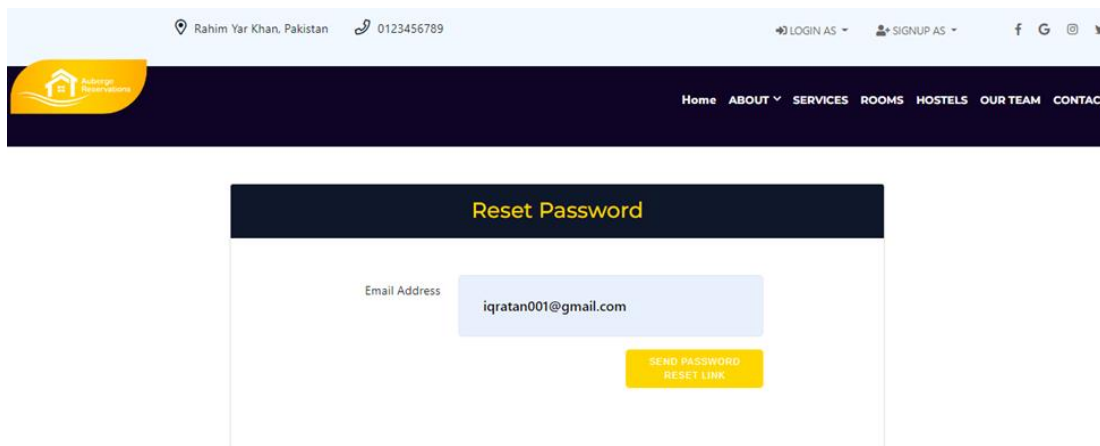 Rahim Yar Khan, Pakistan 0123456789 LOGIN AS SIGNUP AS f G
Auberge
Reservations
Home ABOUT SERVICES ROOMS HOSTELS OUR TEAM CONTAC
Reset Password
Email Address
iqratan001@gmail.com
SEND PASSWORD
RESET LINK